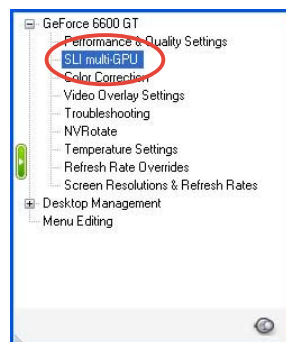 GeForce 6600 GT
Performance & Quality Settings
SLI multi-GPU
Color Correction
Video Overlay Settings
Troubleshooting
NVRotate
Temperature Settings
Refresh Rate Overrides
Screen Resolutions & Refresh Rates
Desktop Management
Menu Editing